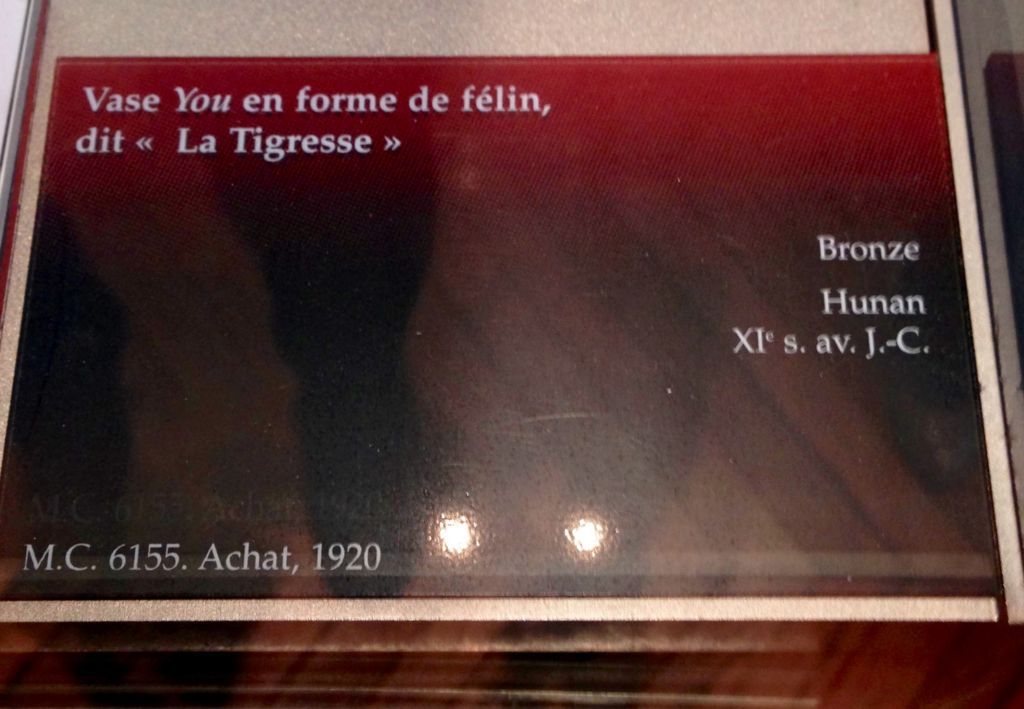 Vase You en forme de félin,
dit « La Tigresse »
Bronze
Hunan
XIᵉ s. av. J.-C.
M.C. 6155. Achat, 1920